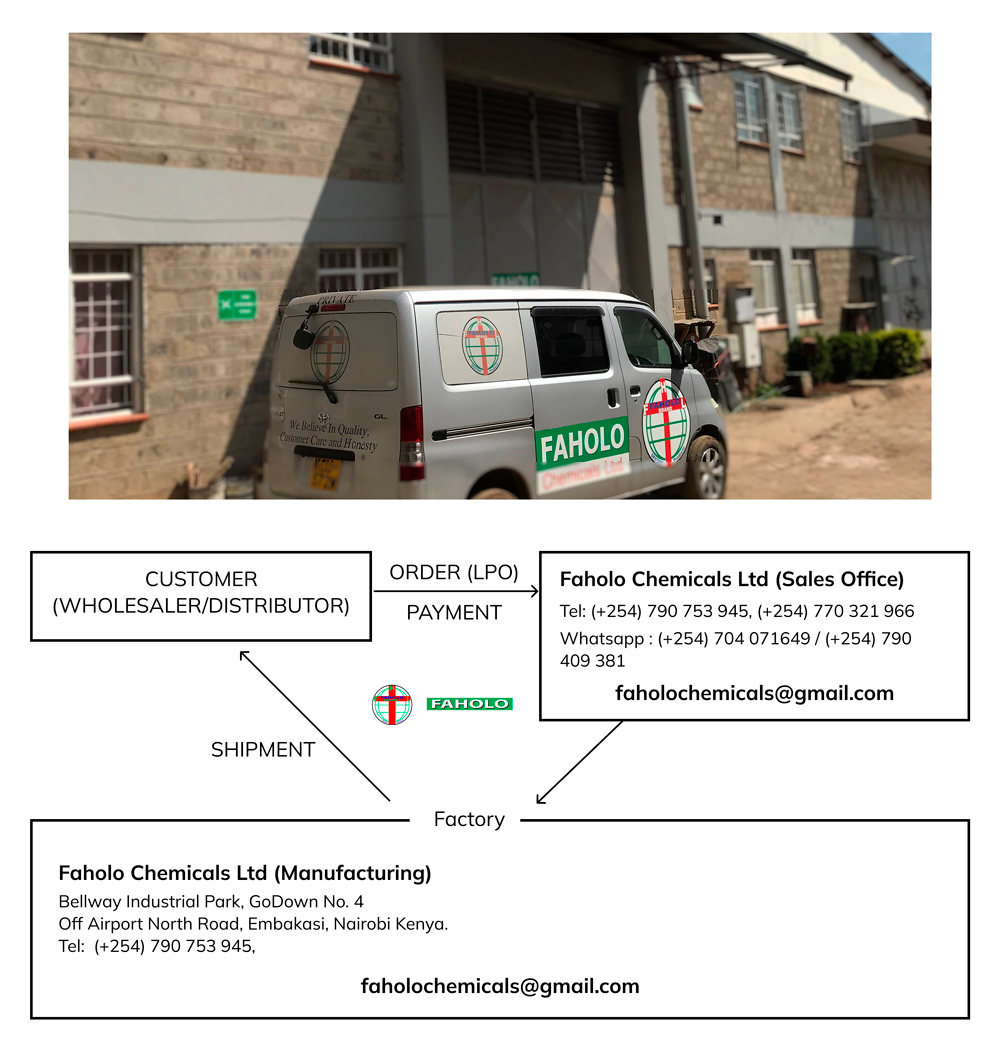 FAHOLO
PRIVATE
FAHOLO
FAHOLO
GL
We Believe In Quality,
Customer Care and Honesty
FAHOLO
Chemicals Ltd
CUSTOMER
(WHOLESALER/DISTRIBUTOR)
ORDER (LPO)
PAYMENT
Faholo Chemicals Ltd (Sales Office)
Tel: (+254) 790 753 945, (+254) 770 321 966
Whatsapp : (+254) 704 071649 / (+254) 790
409 381
faholochemicals@gmail.com
FAHOLO
SHIPMENT
Factory
Faholo Chemicals Ltd (Manufacturing)
Bellway Industrial Park, GoDown No. 4
Off Airport North Road, Embakasi, Nairobi Kenya.
Tel:  (+254) 790 753 945,
faholochemicals@gmail.com